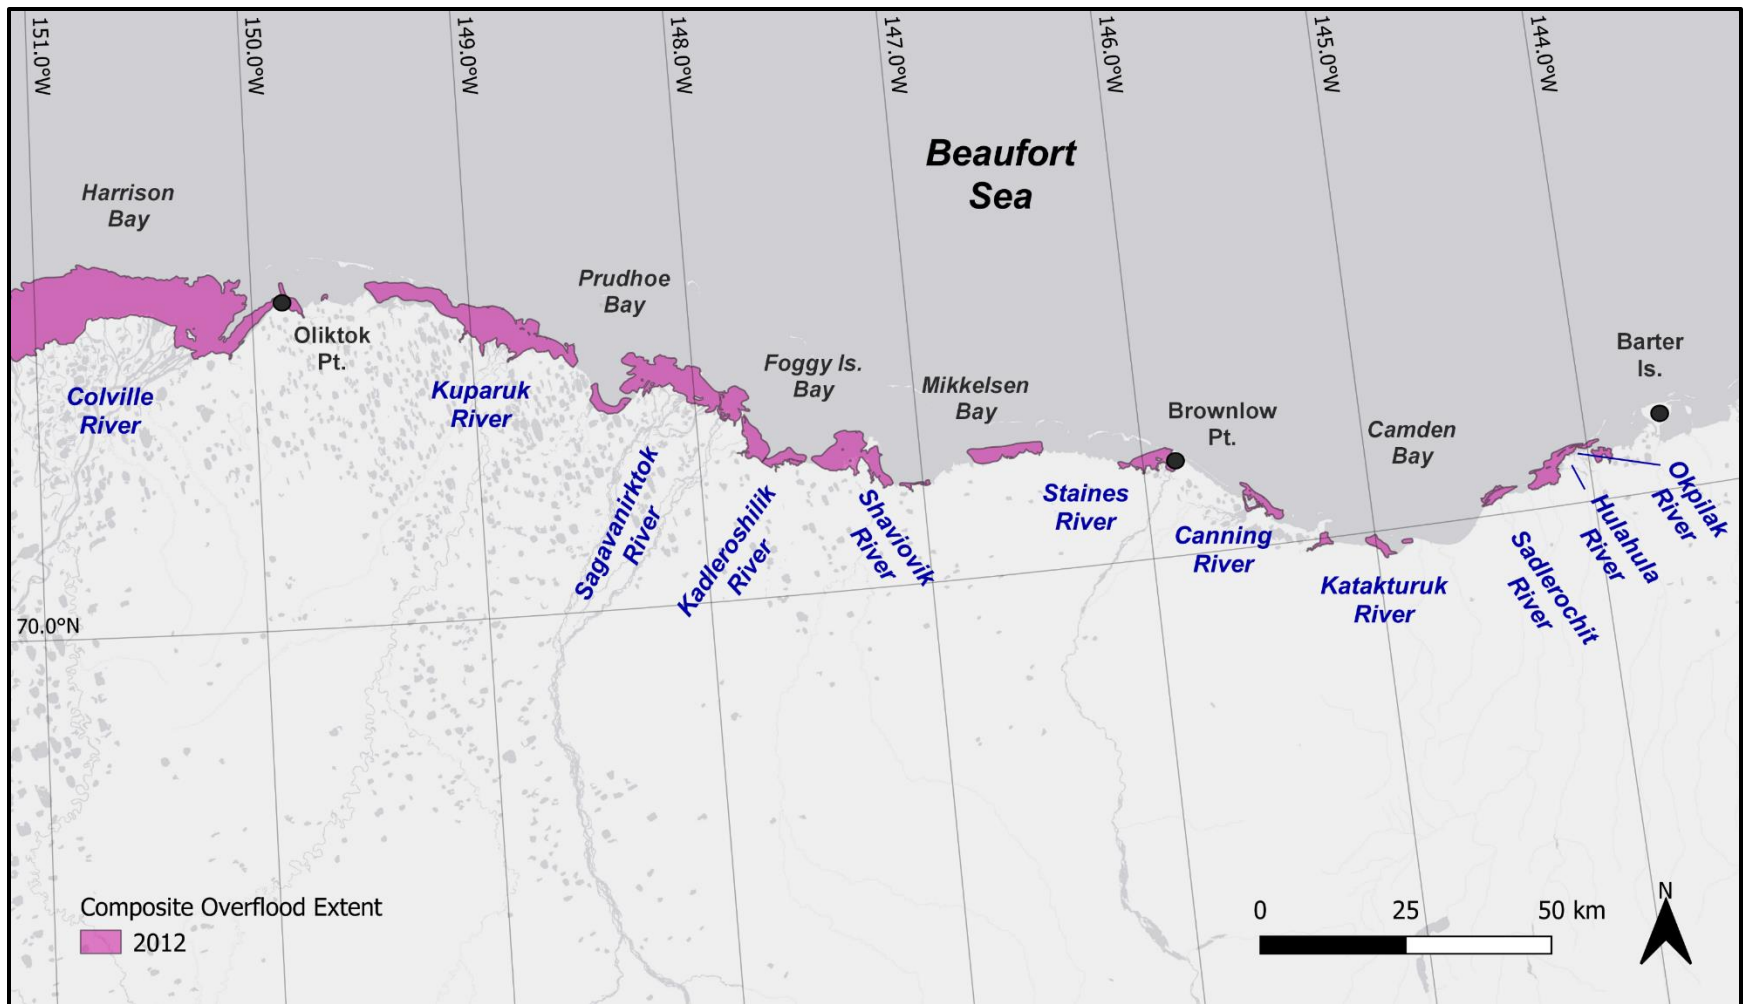 151.0°W
150.0°W
149.0°W
148.0°W
147.0°W
146.0°W
145.0°W
144.0°W
Beaufort
Sea
Harrison
Bay
Prudhoe
Bay
Oliktok
Pt.
Foggy Is.
Bay
Mikkelsen
Bay
Brownlow
Pt.
Camden
Bay
Barter
Is.
Colville
River
Kuparuk
River
Sagavanirktok
River
Kadleroshilik
River
Shaviovik
River
Staines
River
Canning
River
Katakturuk
River
Sadlerochit
River
Hulahula
River
Okpilak
River
70.0°N
Composite Overflood Extent
2012
0 25 50 km
N